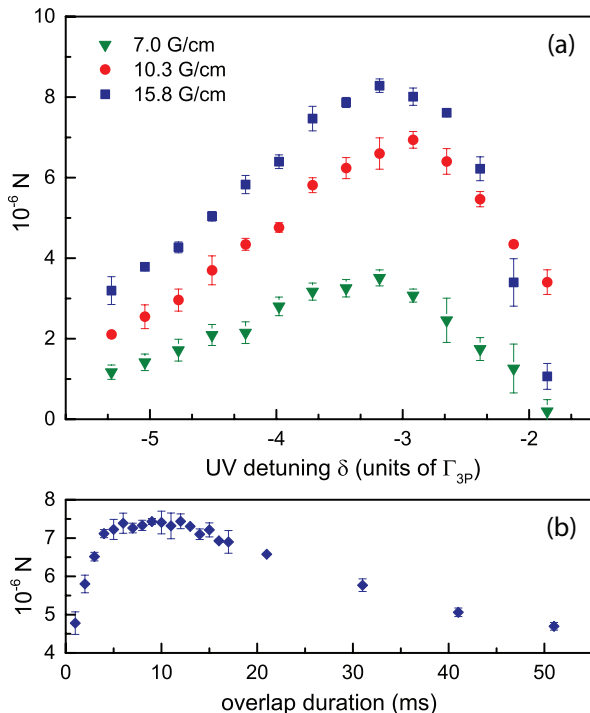 (a)
7.0 G/cm
10.3 G/cm
15.8 G/cm
10
8
6
4
2
0
10⁻⁶ N
-5 -4 -3 -2
UV detuning δ (units of Γ₃P)
(b)
8
7
6
5
4
10⁻⁶ N
0 10 20 30 40 50
overlap duration (ms)